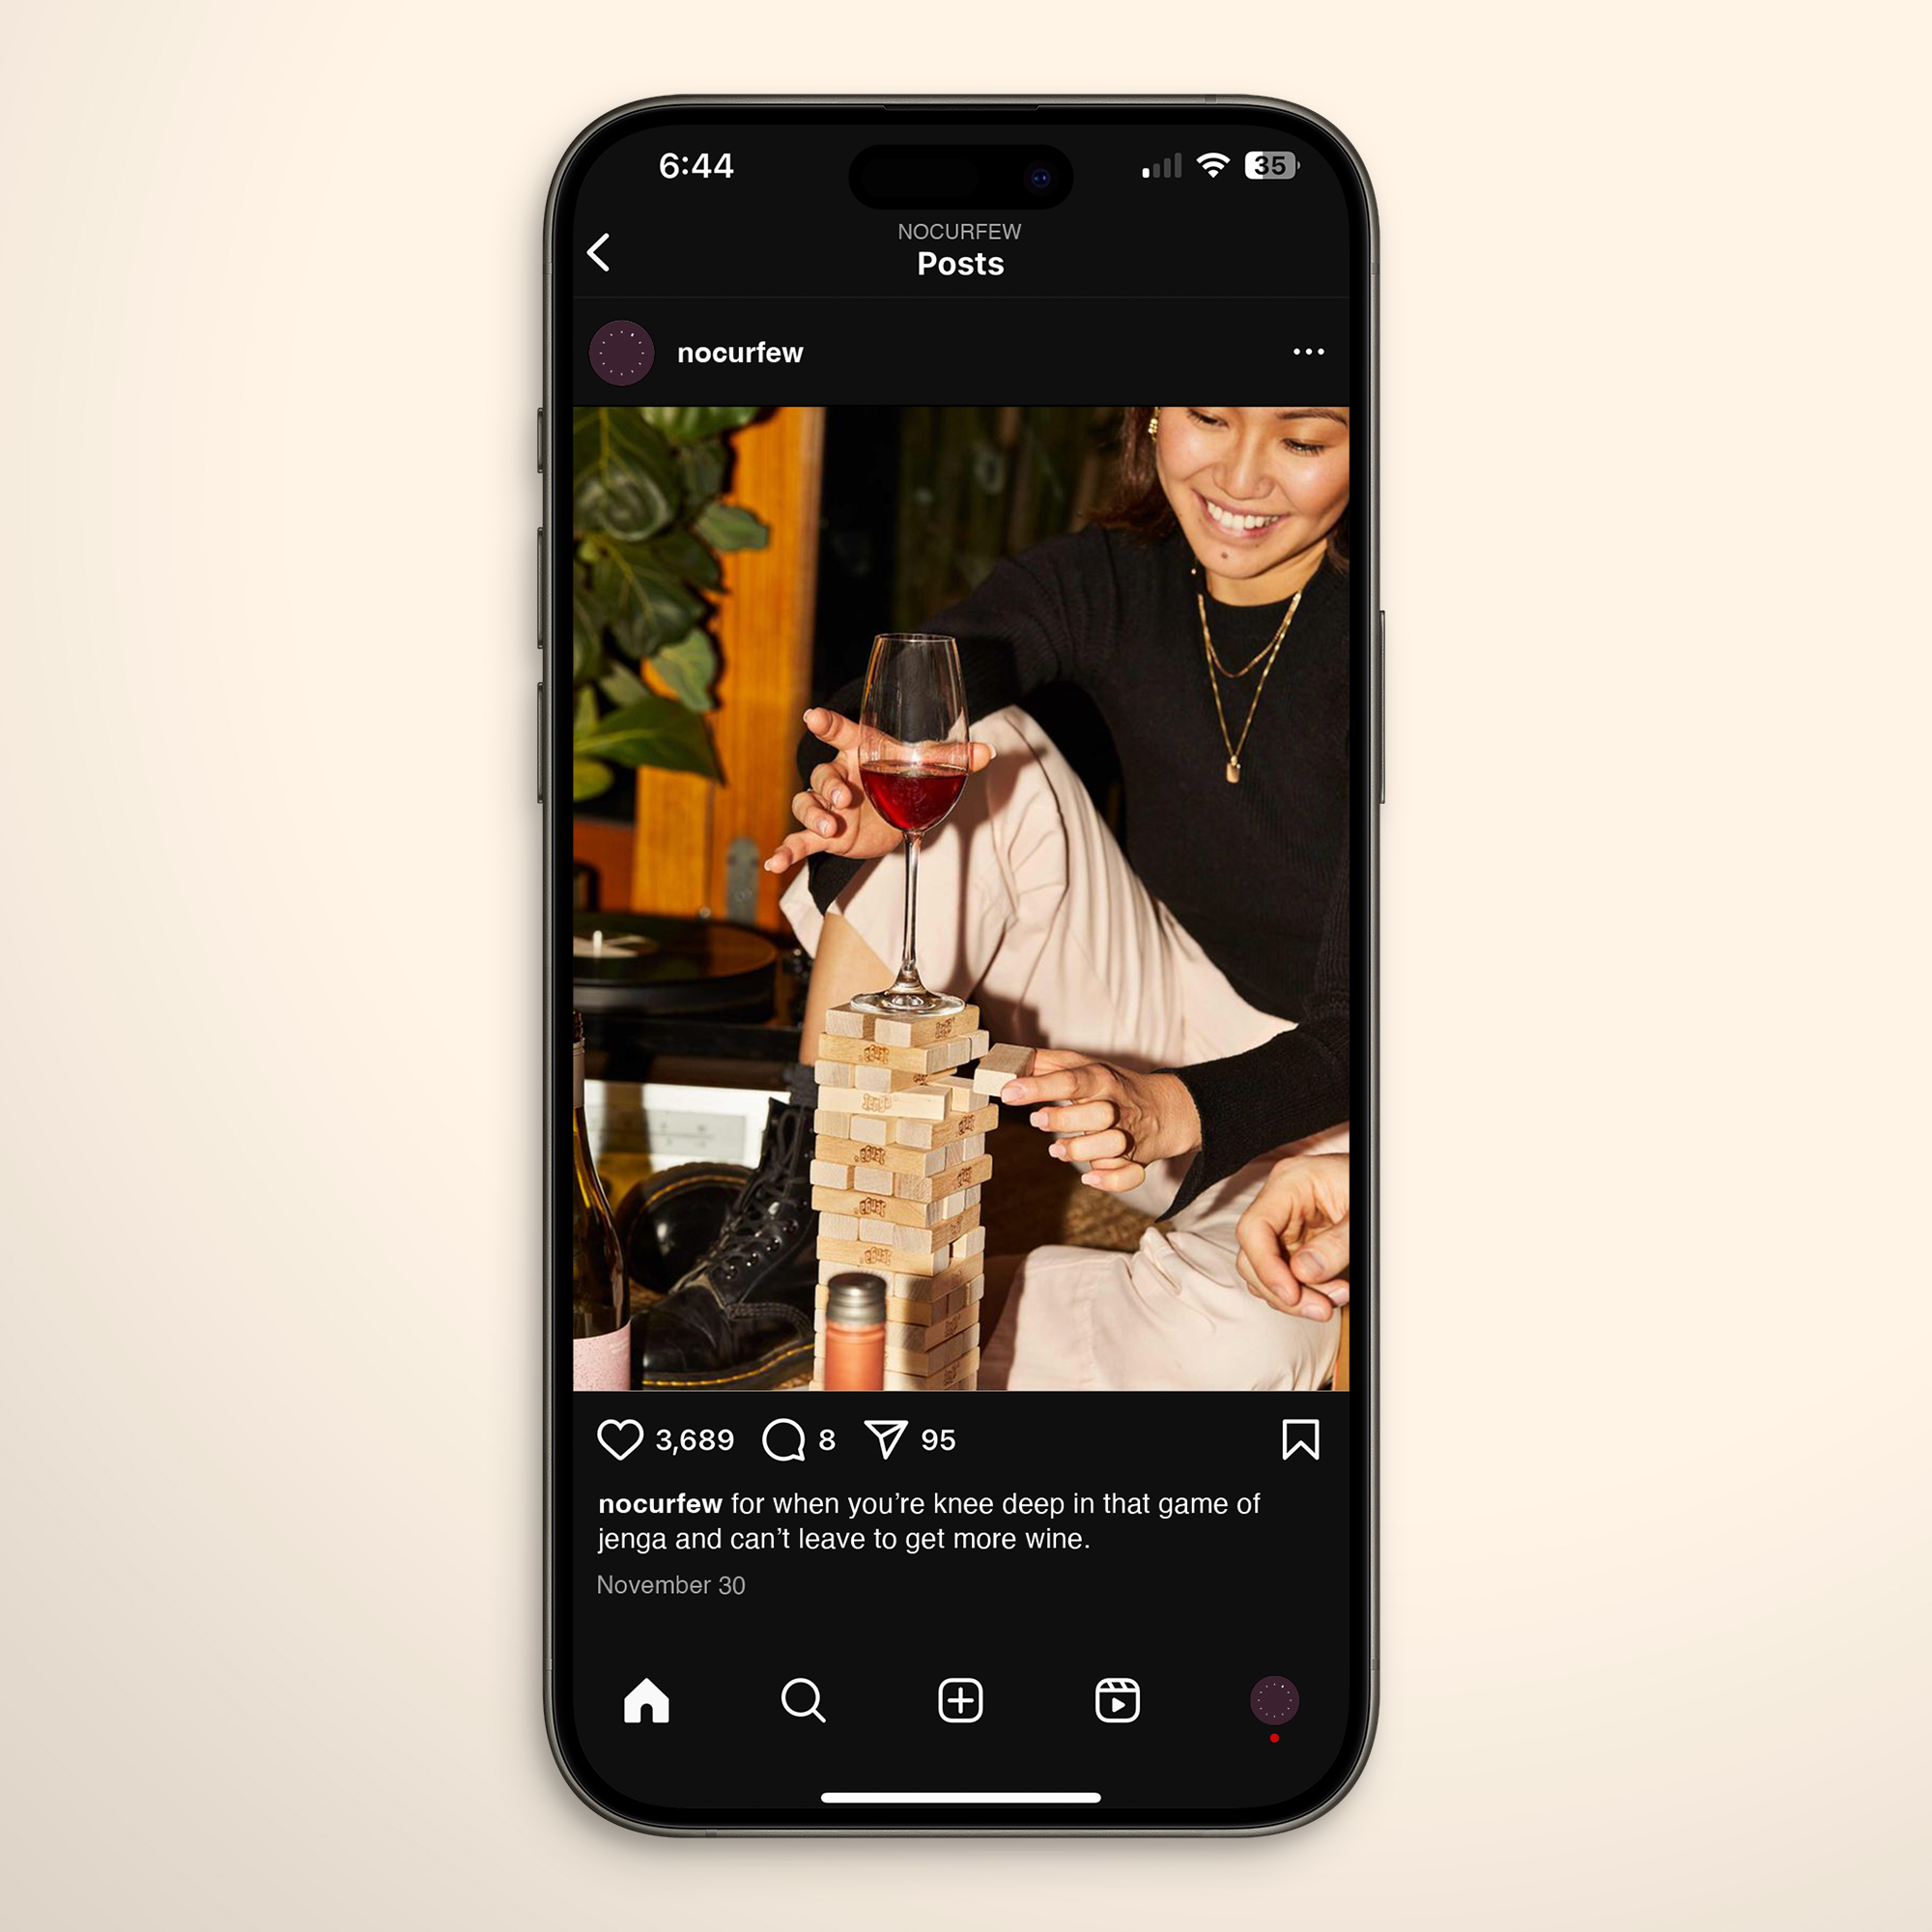 6:44
35
NOCURFEW
Posts
nocurfew
3,689 8 95
nocurfew for when you’re knee deep in that game of
jenga and can’t leave to get more wine.
November 30